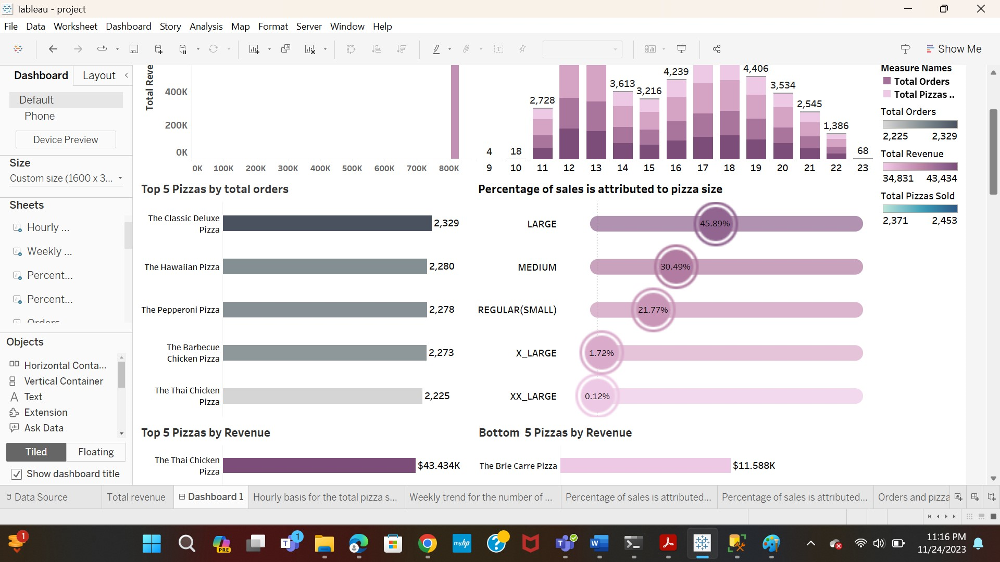 Tableau - project
File Data Worksheet Dashboard Story Analysis Map Format Server Window Help
Show Me
Dashboard Layout
Default
Phone
Device Preview
Size
Custom size (1600 x 3...
Sheets
Hourly ...
Weekly ...
Percent...
Percent...
Orders
Objects
Horizontal Conta...
Vertical Container
Text
Extension
Ask Data
Tiled Floating
Show dashboard title
Total Reve
400K
200K
0K
0K 100K 200K 300K 400K 500K 600K 700K 800K
4 18 2,728 3,613 3,216 4,239 4,406 3,534 2,545 1,386 68
9 10 11 12 13 14 15 16 17 18 19 20 21 22 23
Measure Names
Total Orders
Total Pizzas ..
Total Orders
2,225 2,329
Total Revenue
34,831 43,434
Total Pizzas Sold
2,371 2,453
Top 5 Pizzas by total orders
The Classic Deluxe
Pizza
2,329
The Hawaiian Pizza 2,280
The Pepperoni Pizza 2,278
The Barbecue
Chicken Pizza
2,273
The Thai Chicken
Pizza
2,225
Percentage of sales is attributed to pizza size
LARGE 45.89%
MEDIUM 30.49%
REGULAR(SMALL) 21.77%
X_LARGE 1.72%
XX_LARGE 0.12%
Top 5 Pizzas by Revenue
The Thai Chicken
Pizza
$43.434K
Bottom 5 Pizzas by Revenue
The Brie Carre Pizza $11.588K
Data Source Total revenue Dashboard 1 Hourly basis for the total pizza s... Weekly trend for the number of ... Percentage of sales is attributed... Percentage of sales is attributed... Orders and pizza
1
PRE
T 1
myhp
?
W
11:16 PM
11/24/2023